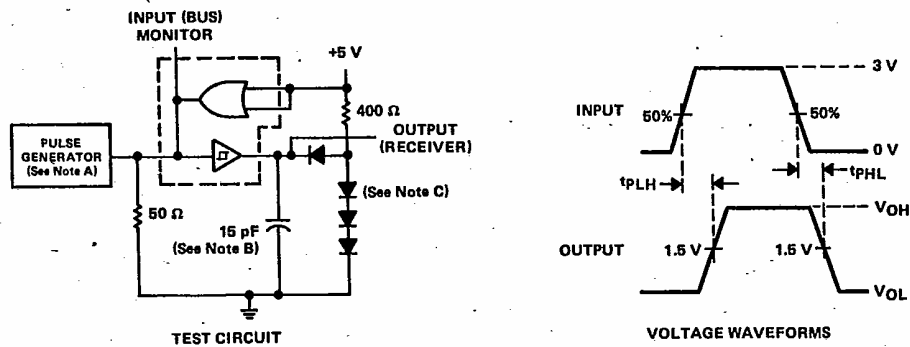 INPUT (BUS)
MONITOR
+5 V
400 Ω
OUTPUT
(RECEIVER)
PULSE
GENERATOR
(See Note A)
50 Ω
15 pF
(See Note B)
(See Note C)
TEST CIRCUIT
3 V
INPUT
50%
50%
0 V
tPLH
tPHL
VOH
OUTPUT
1.5 V
1.5 V
VOL
VOLTAGE WAVEFORMS